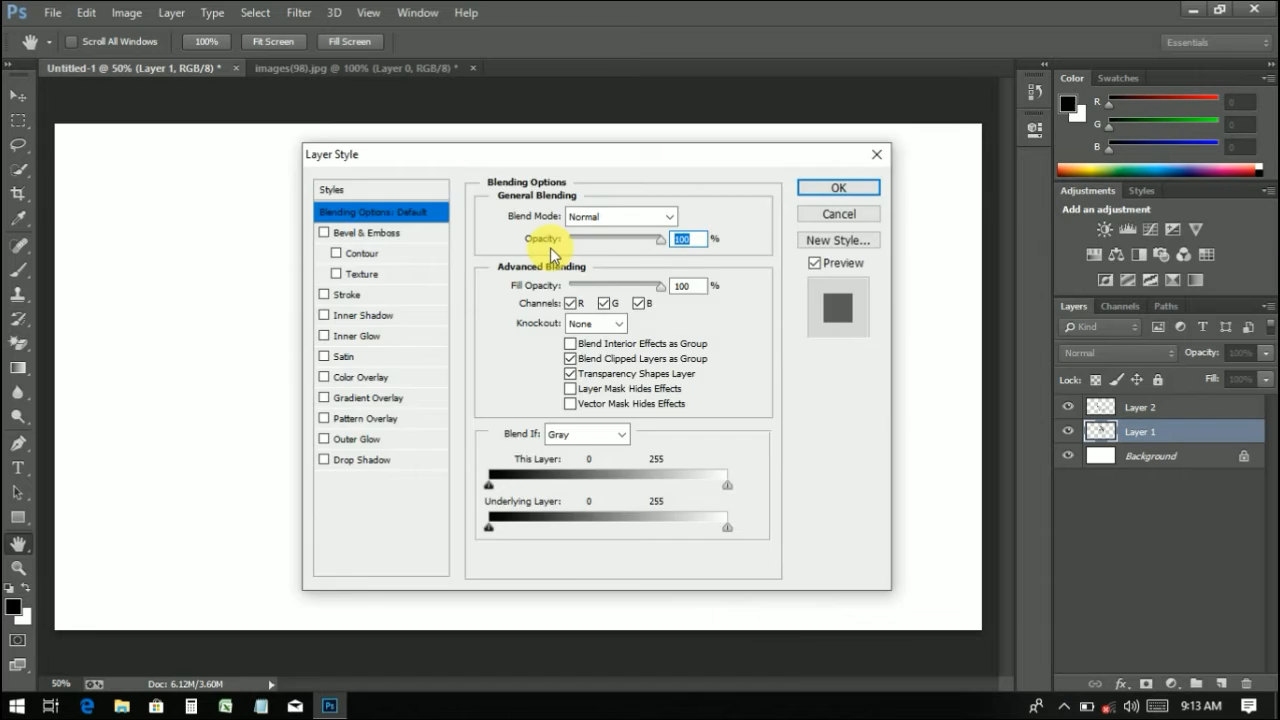 Ps File Edit Image Layer Type Select Filter 3D View Window Help
Scroll All Windows 100% Fit Screen Fill Screen Essentials
Untitled-1 @ 50% (Layer 1, RGB/8) * × images(98).jpg @ 100% (Layer 0, RGB/8) * ×
Color Swatches
R 0
G 0
B 0
Adjustments Styles
Add an adjustment
Layers Channels Paths
Kind
Normal Opacity: 100%
Lock: Fill: 100%
Layer 2
Layer 1
Background
Layer Style
Styles
Blending Options: Default
Bevel & Emboss
Contour
Texture
Stroke
Inner Shadow
Inner Glow
Satin
Color Overlay
Gradient Overlay
Pattern Overlay
Outer Glow
Drop Shadow
Blending Options
General Blending
Blend Mode: Normal
Opacity: 100 %
Advanced Blending
Fill Opacity: 100 %
Channels: R G B
Knockout: None
Blend Interior Effects as Group
Blend Clipped Layers as Group
Transparency Shapes Layer
Layer Mask Hides Effects
Vector Mask Hides Effects
Blend If: Gray
This Layer: 0 255
Underlying Layer: 0 255
OK
Cancel
New Style...
Preview
50% Doc: 6.12M/3.60M
Ps 9:13 AM